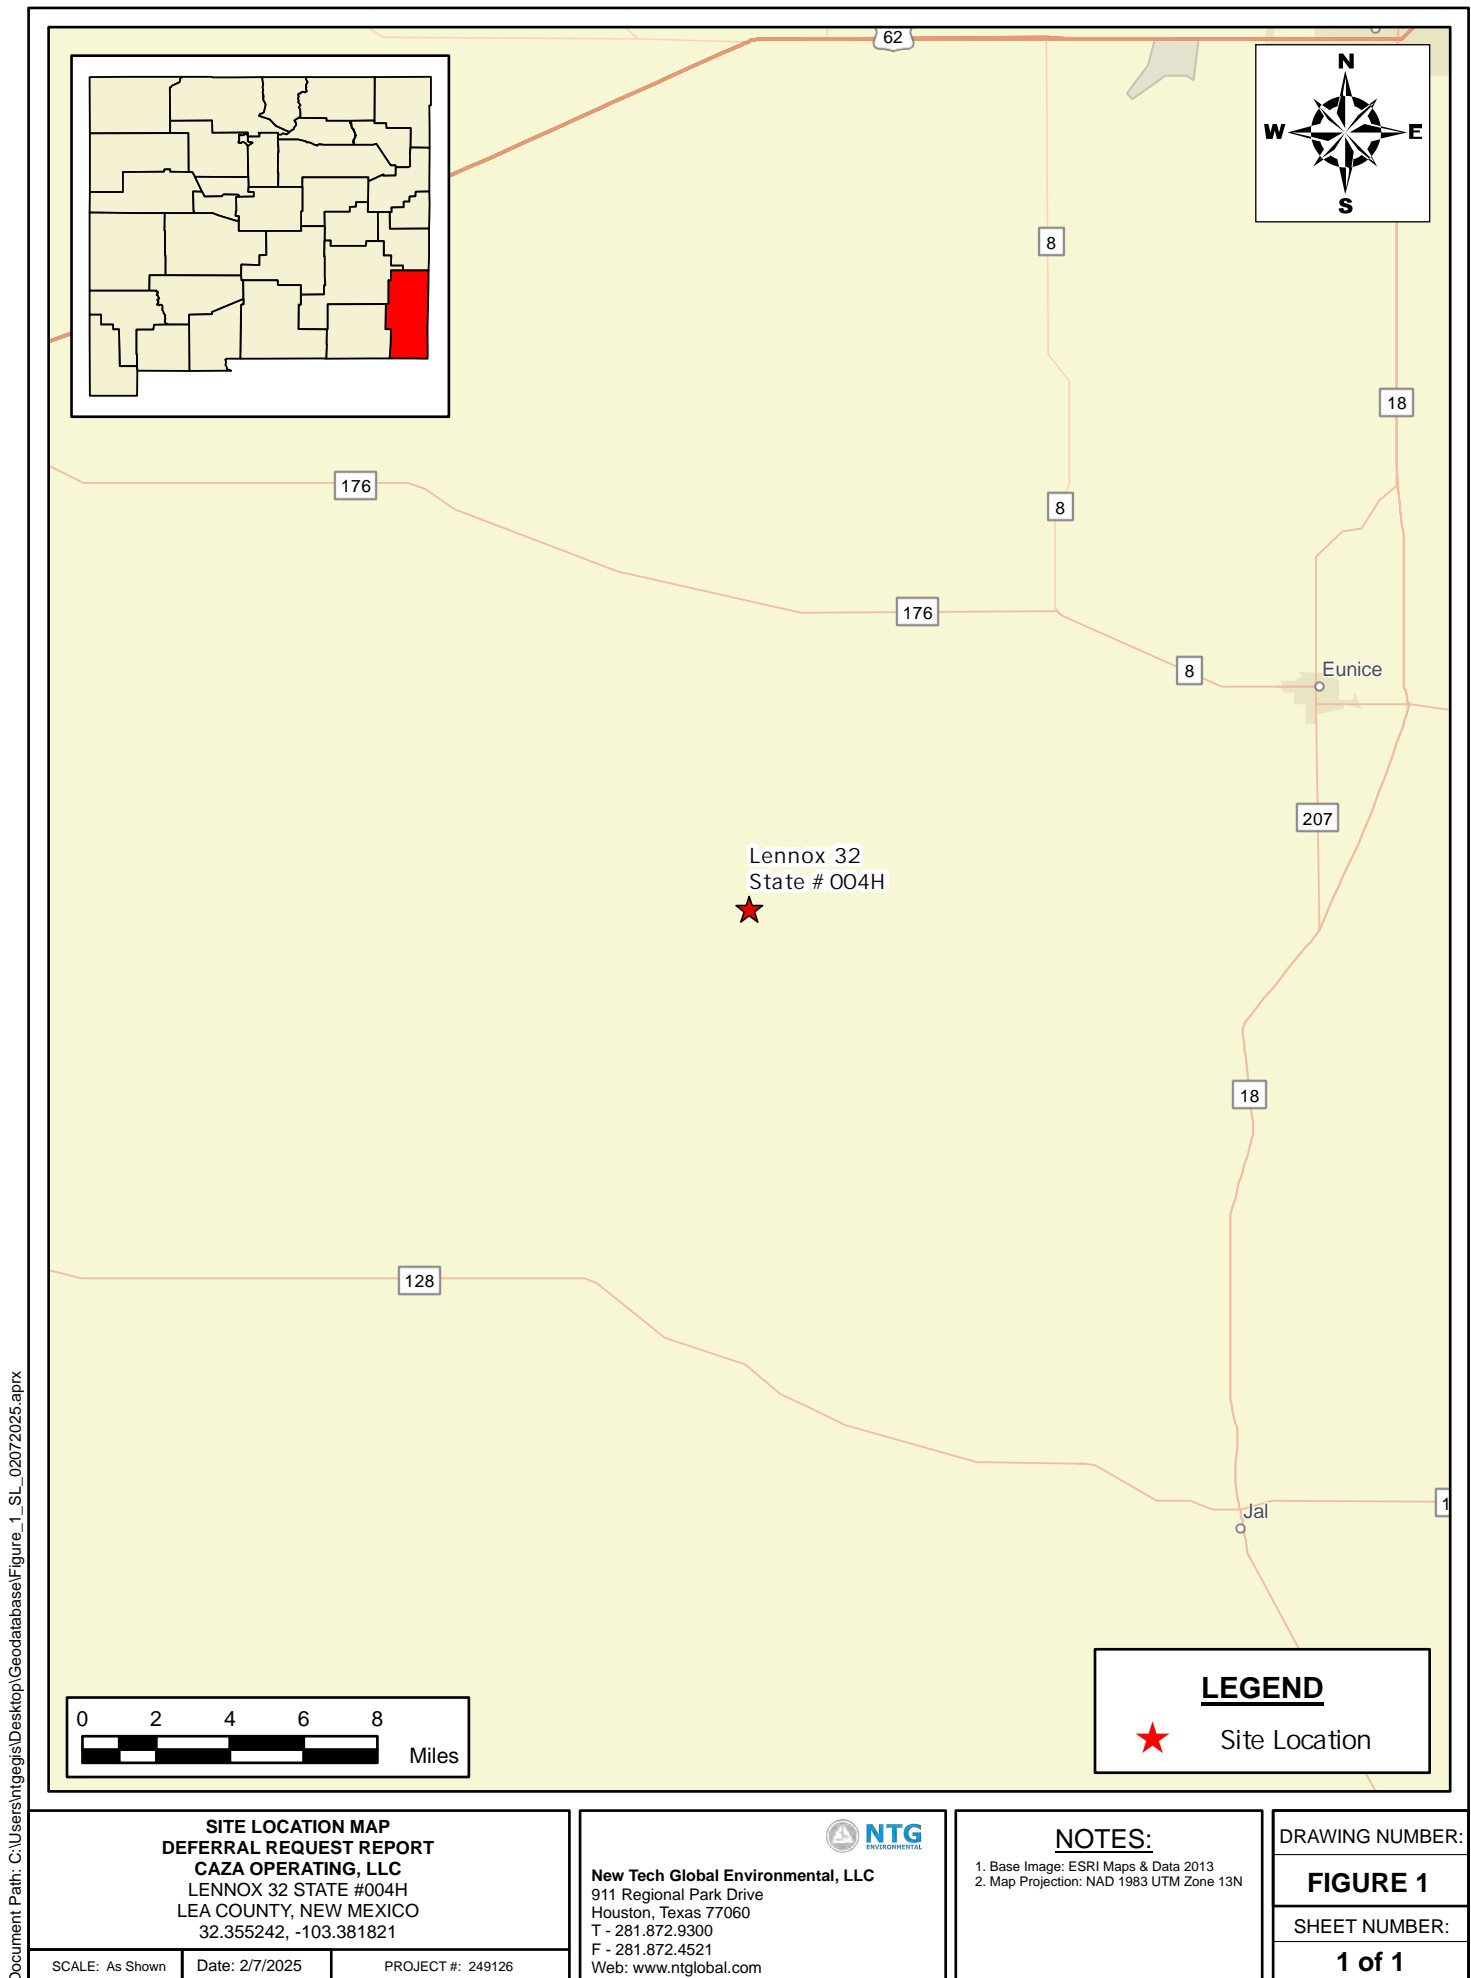 62
N
W
E
S
8
18
176
8
176
8
Eunice
207
Lennox 32
State # 004H
18
128
1
Jal
0 2 4 6 8
Miles
LEGEND
Site Location
Document Path: C:\Users\ntgegis\Desktop\Geodatabase\Figure_1_SL_02072025.aprx
SITE LOCATION MAP
DEFERRAL REQUEST REPORT
CAZA OPERATING, LLC
LENNOX 32 STATE #004H
LEA COUNTY, NEW MEXICO
32.355242, -103.381821
SCALE: As Shown
Date: 2/7/2025
PROJECT #: 249126
NTG
ENVIRONMENTAL
New Tech Global Environmental, LLC
911 Regional Park Drive
Houston, Texas 77060
T - 281.872.9300
F - 281.872.4521
Web: www.ntglobal.com
NOTES:
1. Base Image: ESRI Maps & Data 2013
2. Map Projection: NAD 1983 UTM Zone 13N
DRAWING NUMBER:
FIGURE 1
SHEET NUMBER:
1 of 1